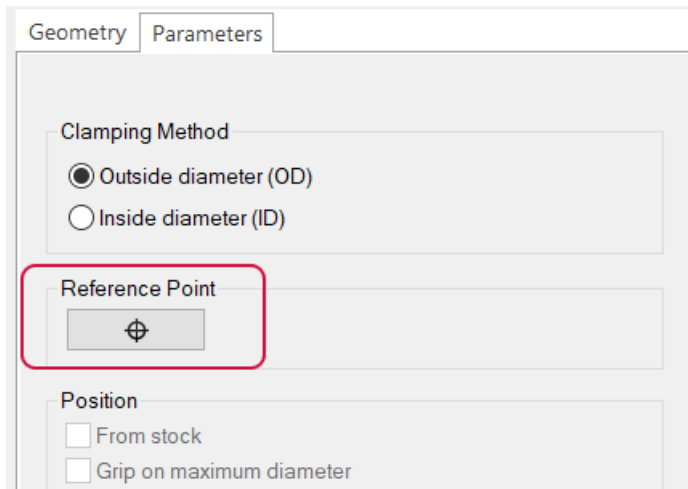 Geometry Parameters
Clamping Method
Outside diameter (OD)
Inside diameter (ID)
Reference Point
Position
From stock
Grip on maximum diameter